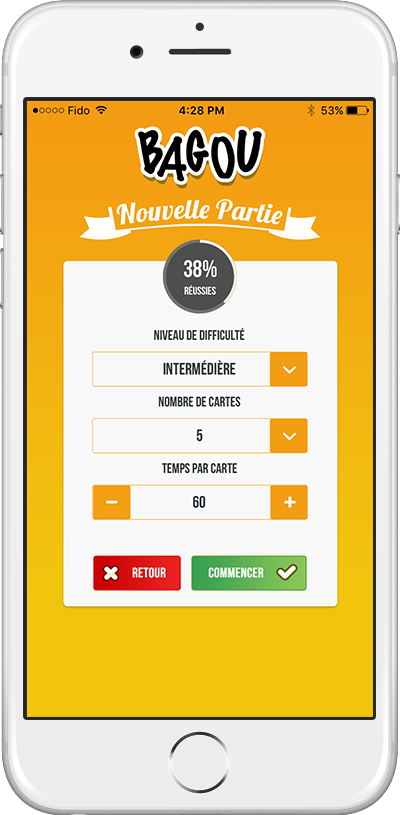 Fido 4:28 PM 53%
BAGOU
Nouvelle Partie
38%
RÉUSSIES
NIVEAU DE DIFFICULTÉ
INTERMÉDIÈRE
NOMBRE DE CARTES
5
TEMPS PAR CARTE
− 60 +
RETOUR COMMENCER